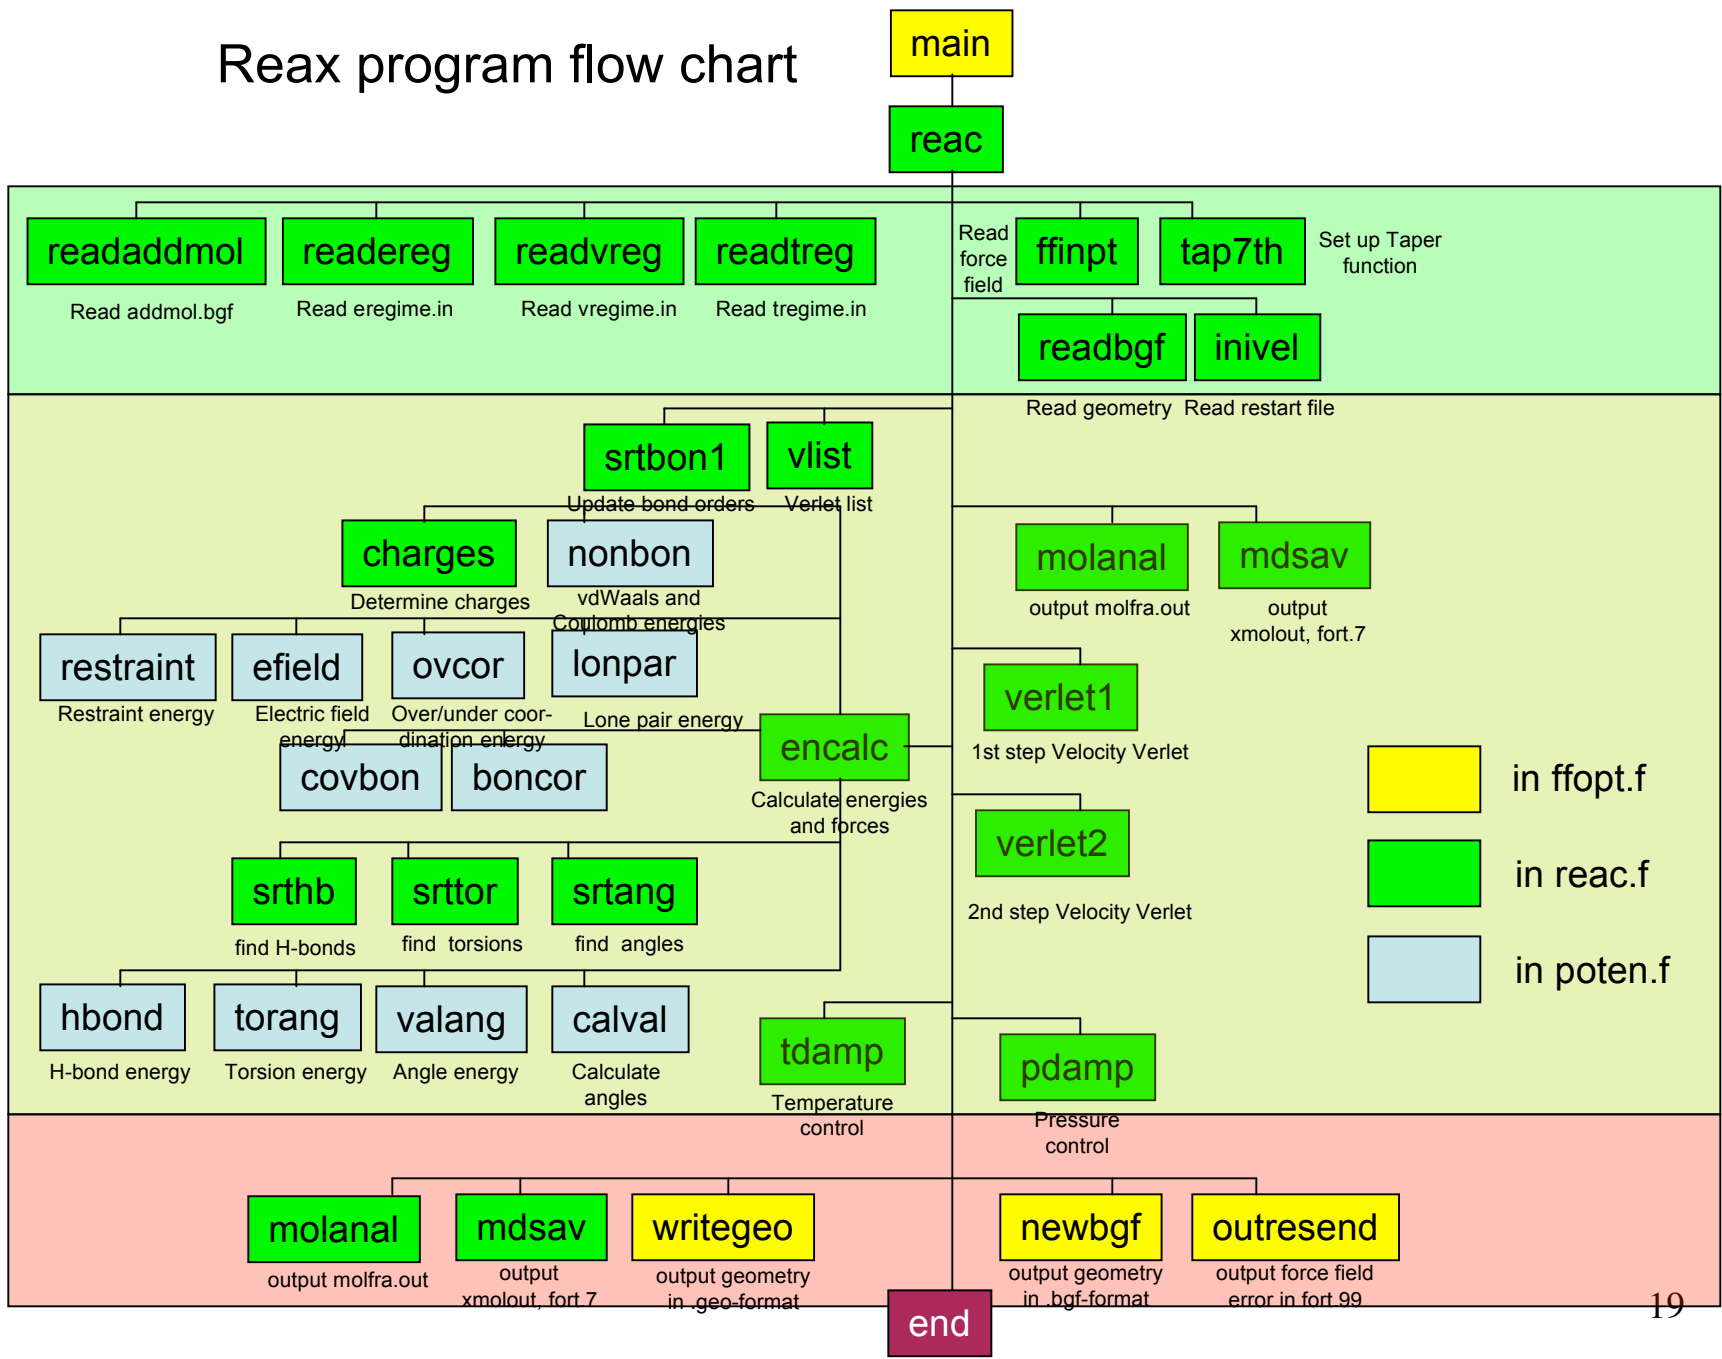 Reax program flow chart
main
reac
readaddmol
Read addmol.bgf
readereg
Read eregime.in
readvreg
Read vregime.in
readtreg
Read tregime.in
Read
force
field
ffinpt
tap7th
Set up Taper
function
readbgf
Read geometry
inivel
Read restart file
srtbon1
Update bond orders
vlist
Verlet list
charges
Determine charges
nonbon
vdWaals and
Coulomb energies
molanal
output molfra.out
mdsav
output
xmolout, fort.7
restraint
Restraint energy
efield
Electric field
energy
ovcor
Over/under coor-
dination energy
lonpar
Lone pair energy
verlet1
1st step Velocity Verlet
encalc
Calculate energies
and forces
covbon
boncor
verlet2
2nd step Velocity Verlet
in ffopt.f
in reac.f
in poten.f
srthb
find H-bonds
srttor
find  torsions
srtang
find  angles
hbond
H-bond energy
torang
Torsion energy
valang
Angle energy
calval
Calculate
angles
tdamp
Temperature
control
pdamp
Pressure
control
molanal
output molfra.out
mdsav
output
xmolout, fort.7
writegeo
output geometry
in .geo-format
newbgf
output geometry
in .bgf-format
outresend
output force field
error in fort.99
end
19